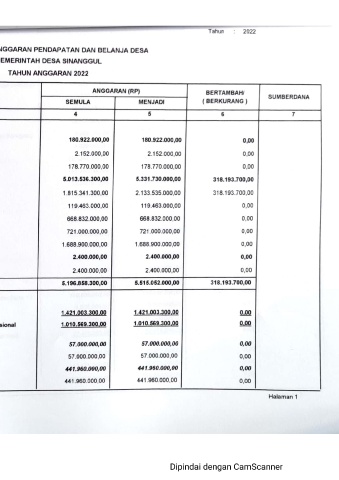 Tahun : 2022
NGGARAN PENDAPATAN DAN BELANJA DESA
EMERINTAH DESA SINANGGUL
TAHUN ANGGARAN 2022
ANGGARAN (RP) BERTAMBAH/ ( BERKURANG ) SUMBERDANA
SEMULA MENJADI
4 5 6 7
180.922.000,00 180.922.000,00 0,00
2.152.000,00 2.152.000,00 0,00
178.770.000,00 178.770.000,00 0,00
5.013.536.300,00 5.331.730.000,00 318.193.700,00
1.815.341.300,00 2.133.535.000,00 318.193.700,00
119.463.000,00 119.463.000,00 0,00
668.832.000,00 668.832.000,00 0,00
721.000.000,00 721.000.000,00 0,00
1.688.900.000,00 1.688.900.000,00 0,00
2.400.000,00 2.400.000,00 0,00
2.400.000,00 2.400.000,00 0,00
5.196.858.300,00 5.515.052.000,00 318.193.700,00
1.421.003.300,00 1.421.003.300,00 0,00
sional 1.010.569.300,00 1.010.569.300,00 0,00
57.000.000,00 57.000.000,00 0,00
57.000.000,00 57.000.000,00 0,00
441.960.000,00 441.960.000,00 0,00
441.960.000,00 441.960.000,00 0,00
Halaman 1
Dipindai dengan CamScanner